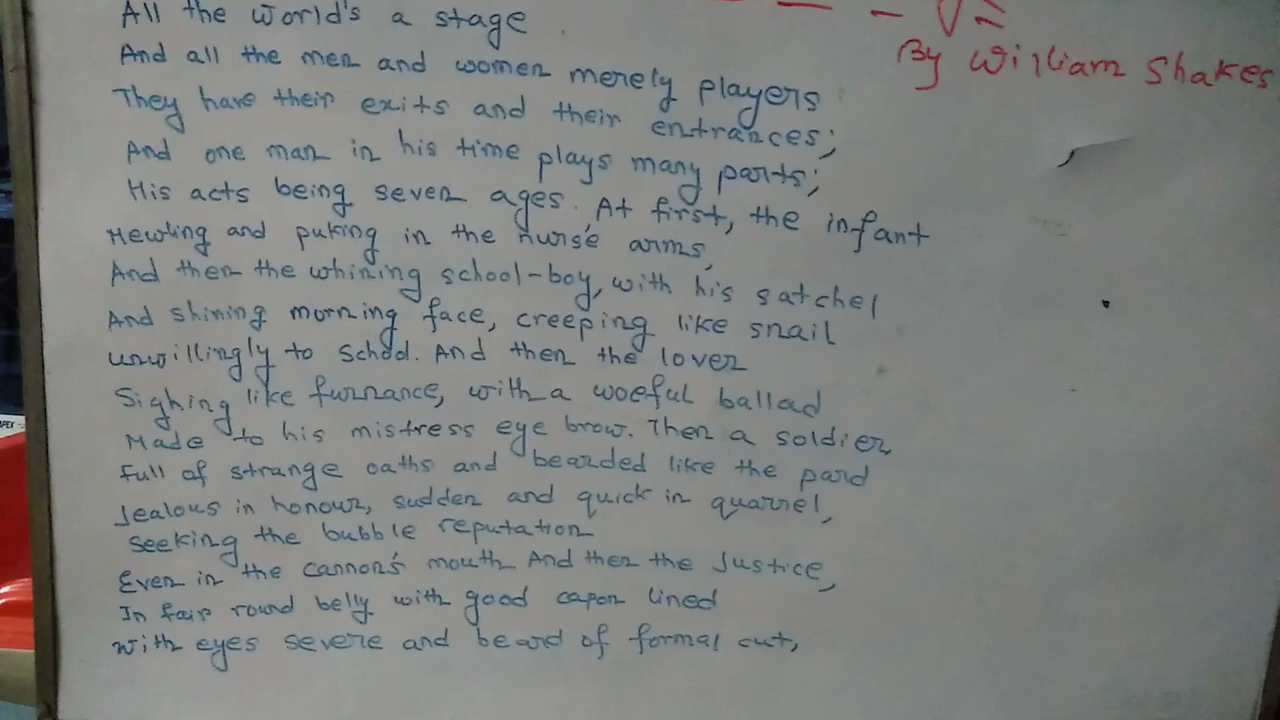 All the world's a stage
By William Shakes
And all the men and women merely players
They have their exits and their entrances;
And one man in his time plays many parts;
His acts being seven ages. At first, the infant
Mewling and puking in the nurse's arms,
And then the whining school-boy, with his satchel
And shining morning face, creeping like snail
unwillingly to school. And then the lover
Sighing like furnance, with a woeful ballad
Made to his mistress eye brow. Then a soldier
Full of strange oaths and bearded like the pard
Jealous in honour, sudden and quick in quarrel,
Seeking the bubble reputation
Even in the cannon's mouth And then the Justice,
In fair round belly with good capon lined
With eyes severe and beard of formal cut,